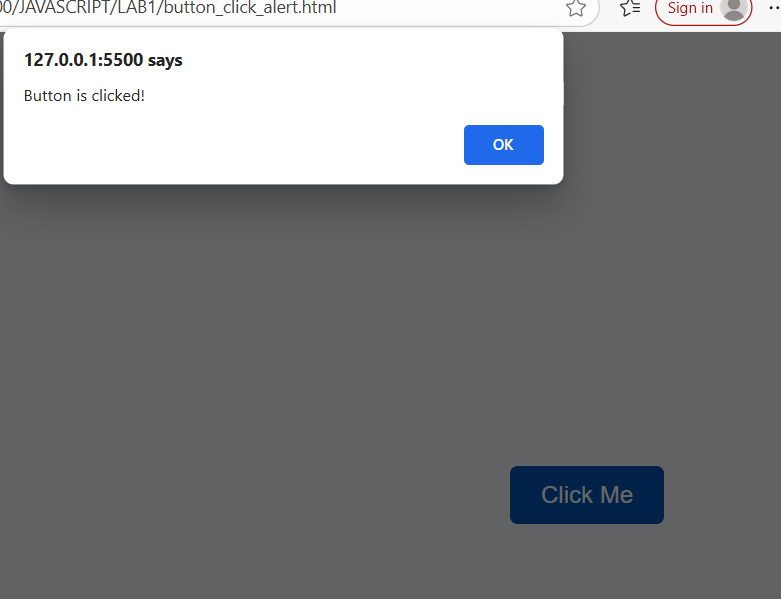 00/JAVASCRIPT/LAB1/button_click_alert.html
Sign in
127.0.0.1:5500 says
Button is clicked!
OK
Click Me